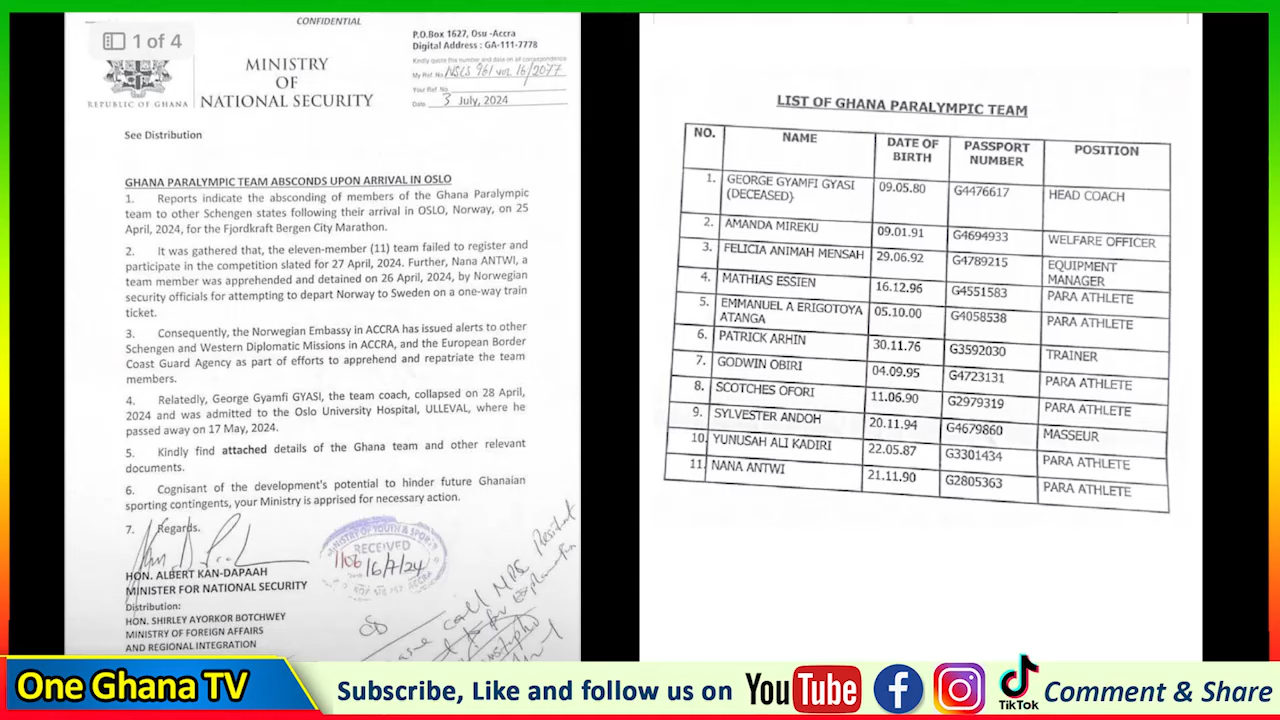 CONFIDENTIAL
1 of 4
P.O.Box 1627, Osu -Accra
Digital Address : GA-111-7778
Kindly quote this number and date on all correspondence
My Ref. No. NSCS 961 VOL 16/2077
Your Ref. No.
Date 3 July, 2024
REPUBLIC OF GHANA
MINISTRY
OF
NATIONAL SECURITY
See Distribution
GHANA PARALYMPIC TEAM ABSCONDS UPON ARRIVAL IN OSLO
1. Reports indicate the absconding of members of the Ghana Paralympic
team to other Schengen states following their arrival in OSLO, Norway, on 25
April, 2024, for the Fjordkraft Bergen City Marathon.
2. It was gathered that, the eleven-member (11) team failed to register and
participate in the competition slated for 27 April, 2024. Further, Nana ANTWI, a
team member was apprehended and detained on 26 April, 2024, by Norwegian
security officials for attempting to depart Norway to Sweden on a one-way train
ticket.
3. Consequently, the Norwegian Embassy in ACCRA has issued alerts to other
Schengen and Western Diplomatic Missions in ACCRA, and the European Border
Coast Guard Agency as part of efforts to apprehend and repatriate the team
members.
4. Relatedly, George Gyamfi GYASI, the team coach, collapsed on 28 April,
2024 and was admitted to the Oslo University Hospital, ULLEVAL, where he
passed away on 17 May, 2024.
5. Kindly find attached details of the Ghana team and other relevant
documents.
6. Cognisant of the development's potential to hinder future Ghanaian
sporting contingents, your Ministry is apprised for necessary action.
7. Regards.
HON. ALBERT KAN-DAPAAH
MINISTER FOR NATIONAL SECURITY
Distribution:
HON. SHIRLEY AYORKOR BOTCHWEY
MINISTRY OF FOREIGN AFFAIRS
AND REGIONAL INTEGRATION
MINISTRY OF YOUTH & SPORTS
RECEIVED
1106 16/7/24
call NPC President
for explanation
LIST OF GHANA PARALYMPIC TEAM
NO. NAME DATE OF BIRTH PASSPORT NUMBER POSITION
1. GEORGE GYAMFI GYASI (DECEASED} 09.05.80 G4476617 HEAD COACH
2. AMANDA MIREKU 09.01.91 G4694933 WELFARE OFFICER
3. FELICIA ANIMAH MENSAH 29.06.92 G4789215 EQUIPMENT MANAGER
4. MATHIAS ESSIEN 16.12.96 G4551583 PARA ATHLETE
5. EMMANUEL A ERIGOTOYA ATANGA 05.10.00 G4058538 PARA ATHLETE
6. PATRICK ARHIN 30.11.76 G3592030 TRAINER
7. GODWIN OBIRI 04.09.95 G4723131 PARA ATHLETE
8. SCOTCHES OFORI 11.06.90 G2979319 PARA ATHLETE
9. SYLVESTER ANDOH 20.11.94 G4679860 MASSEUR
10. YUNUSAH ALI KADIRI 22.05.87 G3301434 PARA ATHLETE
11. NANA ANTWI 21.11.90 G2805363 PARA ATHLETE
One Ghana TV
Subscribe, Like and follow us on YouTube TikTok Comment & Share